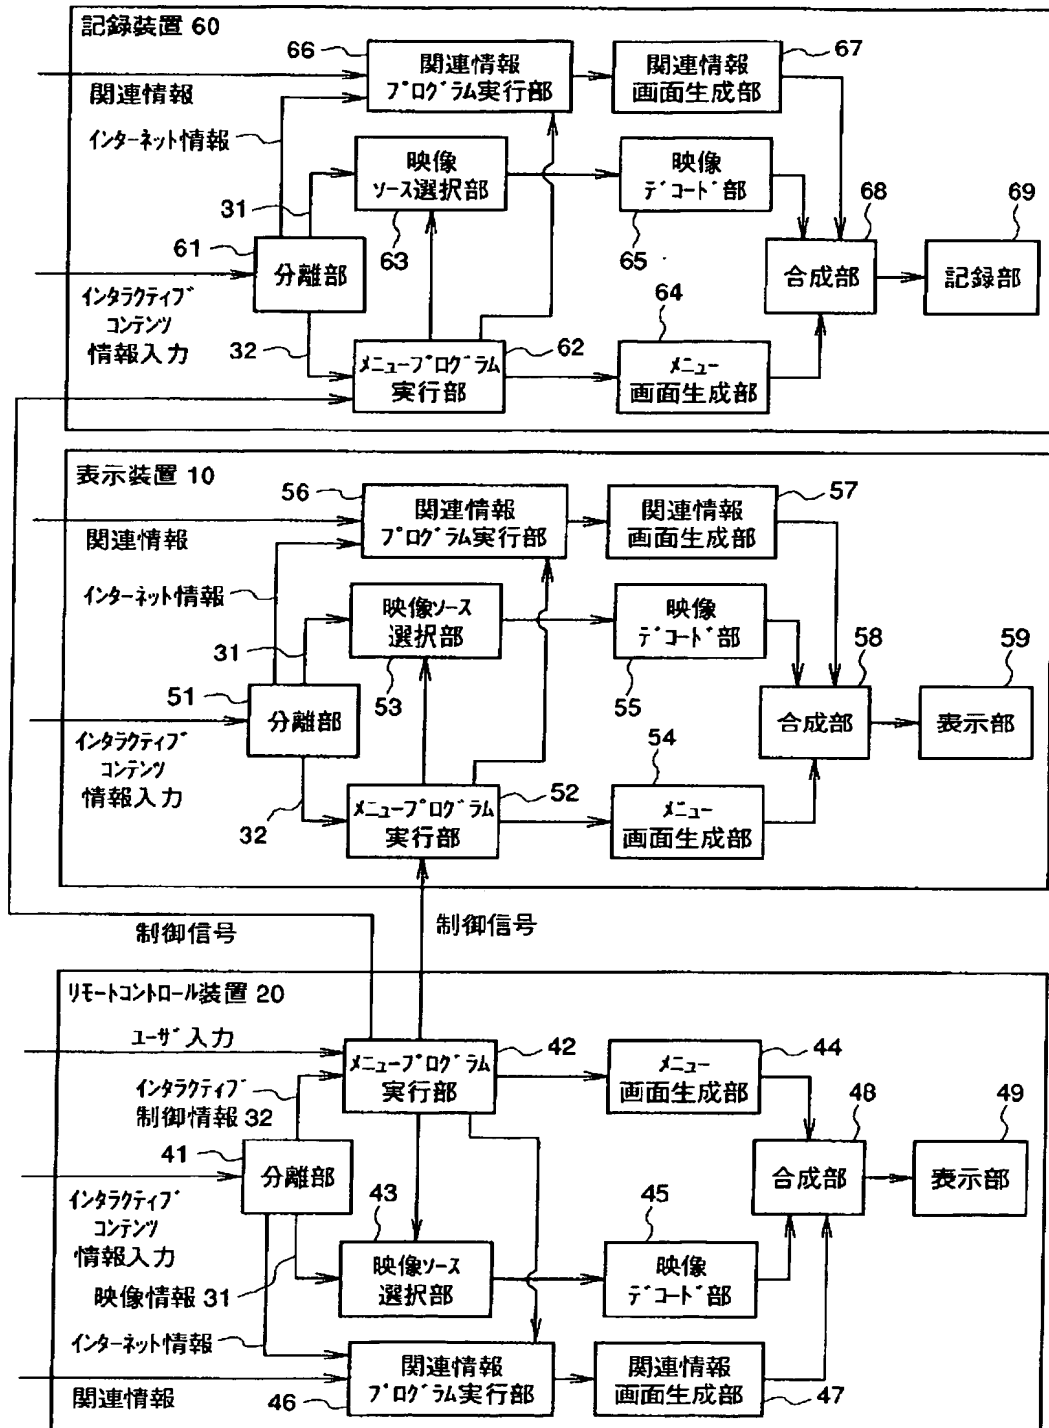 記録装置 60
66
関連情報
プログラム実行部
67
関連情報
画面生成部
関連情報
インターネット情報
31
映像
ソース選択部
63
映像
デコード部
65
68
合成部
69
記録部
61
分離部
インタラクティブ
コンテンツ
情報入力
32
メニュープログラム
実行部
62
64
メニュー
画面生成部
表示装置 10
56
関連情報
プログラム実行部
57
関連情報
画面生成部
関連情報
インターネット情報
31
映像ソース
選択部
53
映像
デコード部
55
58
合成部
59
表示部
51
分離部
インタラクティブ
コンテンツ
情報入力
32
メニュープログラム
実行部
52
54
メニュー
画面生成部
制御信号
制御信号
リモートコントロール装置 20
ユーザ入力
メニュープログラム
実行部
42
メニュー
画面生成部
44
インタラクティブ
制御情報 32
41
分離部
48
合成部
49
表示部
インタラクティブ
コンテンツ
情報入力
43
映像ソース
選択部
45
映像
デコード部
映像情報 31
インターネット情報
関連情報
関連情報
プログラム実行部
46
関連情報
画面生成部
47